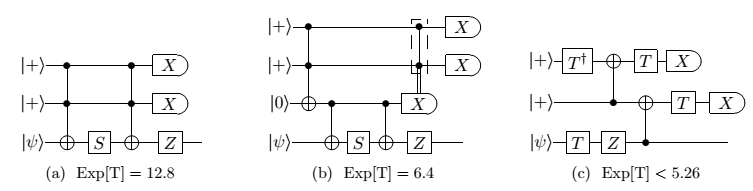 |+⟩ X
|+⟩ X
|ψ⟩ S Z
(a) Exp[T] = 12.8
|+⟩ X
|+⟩ X
|0⟩ X
|ψ⟩ S Z
(b) Exp[T] = 6.4
|+⟩ T† T X
|+⟩ T X
|ψ⟩ T Z
(c) Exp[T] < 5.26